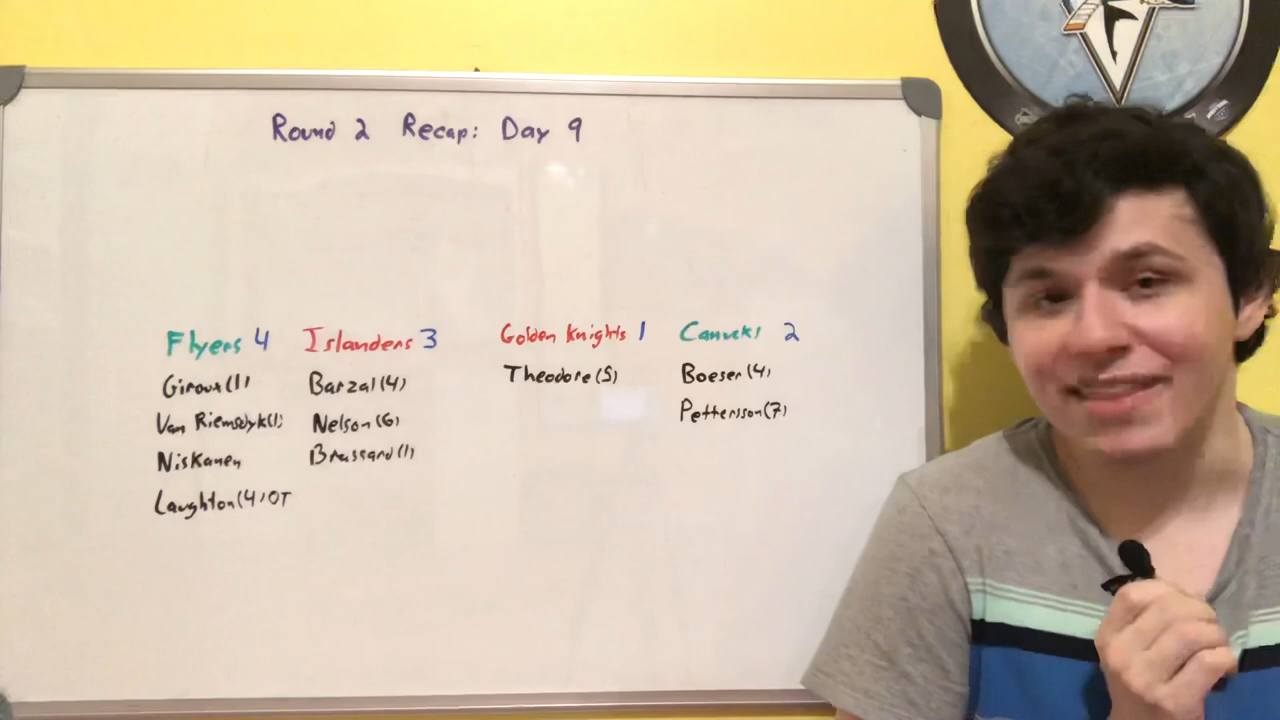 Round 2 Recap: Day 9
Flyers 4 Islanders 3 Golden Knights 1 Canucks 2
Giroux(1) Barzal(4) Theodore(5) Boeser(4)
Van Riemsdyk(1) Nelson(6) Pettersson(7)
Niskanen Brassard(1)
Laughton(4)OT